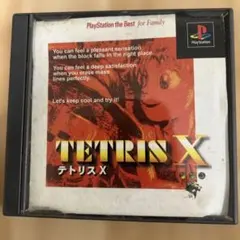 PlayStation the Best for Family
PlayStation
You can feel a pleasant sensation
when the block falls in the right place.
You can feel a deep satisfaction
when you erase mass
lines perfectly.
Let's keep cool and try it!
TETRIS X
テトリス X